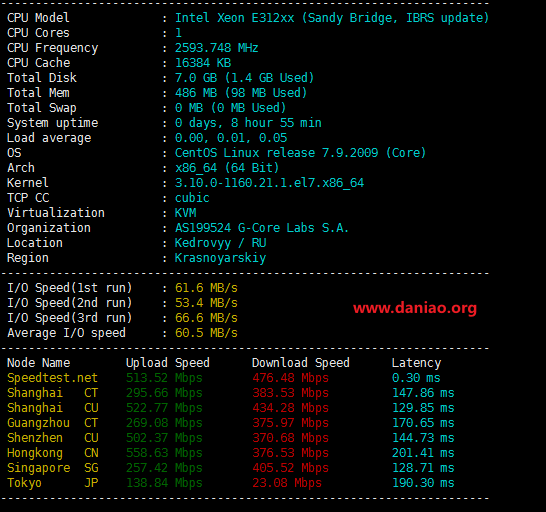 CPU Model : Intel Xeon E312xx (Sandy Bridge, IBRS update)
CPU Cores : 1
CPU Frequency : 2593.748 MHz
CPU Cache : 16384 KB
Total Disk : 7.0 GB (1.4 GB Used)
Total Mem : 486 MB (98 MB Used)
Total Swap : 0 MB (0 MB Used)
System uptime : 0 days, 8 hour 55 min
Load average : 0.00, 0.01, 0.05
OS : CentOS Linux release 7.9.2009 (Core)
Arch : x86_64 (64 Bit)
Kernel : 3.10.0-1160.21.1.el7.x86_64
TCP CC : cubic
Virtualization : KVM
Organization : AS199524 G-Core Labs S.A.
Location : Kedrovyy / RU
Region : Krasnoyarskiy
I/O Speed(1st run) : 61.6 MB/s
I/O Speed(2nd run) : 53.4 MB/s
I/O Speed(3rd run) : 66.6 MB/s
Average I/O speed : 60.5 MB/s
www.daniao.org
Node Name Upload Speed Download Speed Latency
Speedtest.net 513.52 Mbps 476.48 Mbps 0.30 ms
Shanghai CT 295.66 Mbps 383.53 Mbps 147.86 ms
Shanghai CU 522.77 Mbps 434.28 Mbps 129.85 ms
Guangzhou CT 269.08 Mbps 375.97 Mbps 170.65 ms
Shenzhen CU 502.37 Mbps 370.68 Mbps 144.73 ms
Hongkong CN 558.63 Mbps 376.53 Mbps 201.41 ms
Singapore SG 257.42 Mbps 405.52 Mbps 128.71 ms
Tokyo JP 138.84 Mbps 23.08 Mbps 190.30 ms